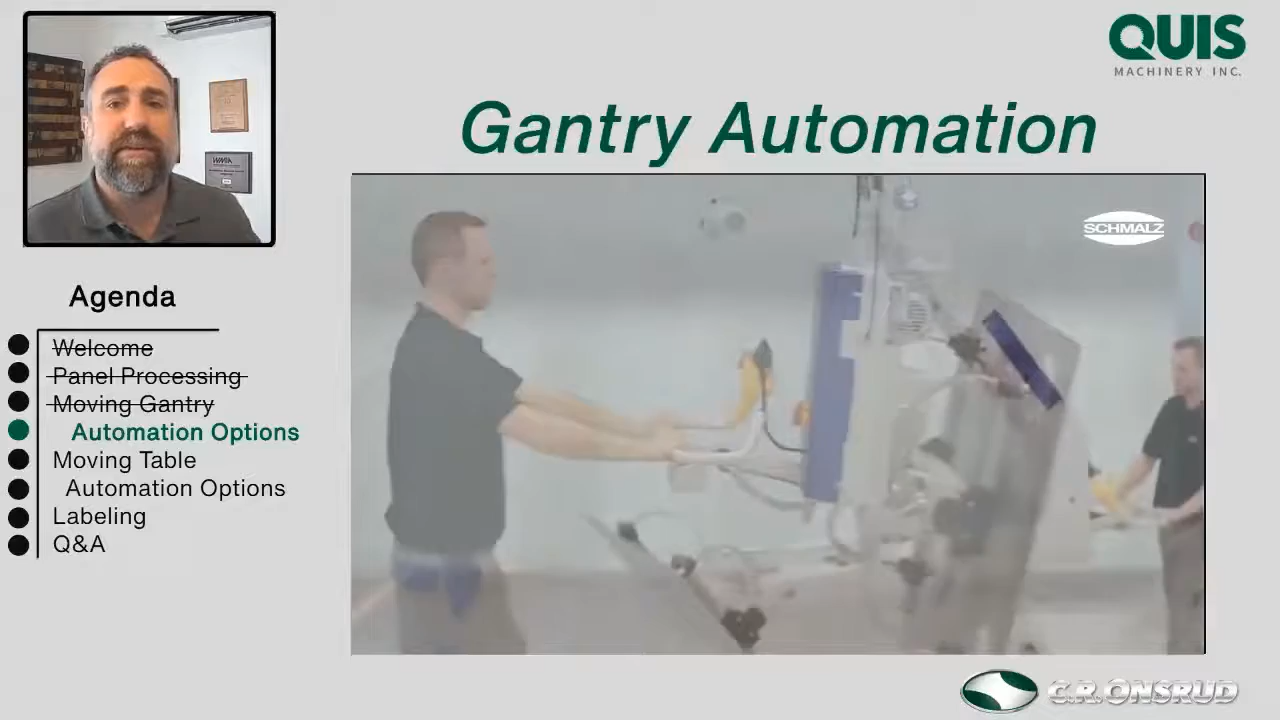 QUIS
MACHINERY INC.
Gantry Automation
WMIA
SCHMALZ
Agenda
Welcome
Panel Processing
Moving Gantry
Automation Options
Moving Table
Automation Options
Labeling
Q&A
C.R.ONSRUD